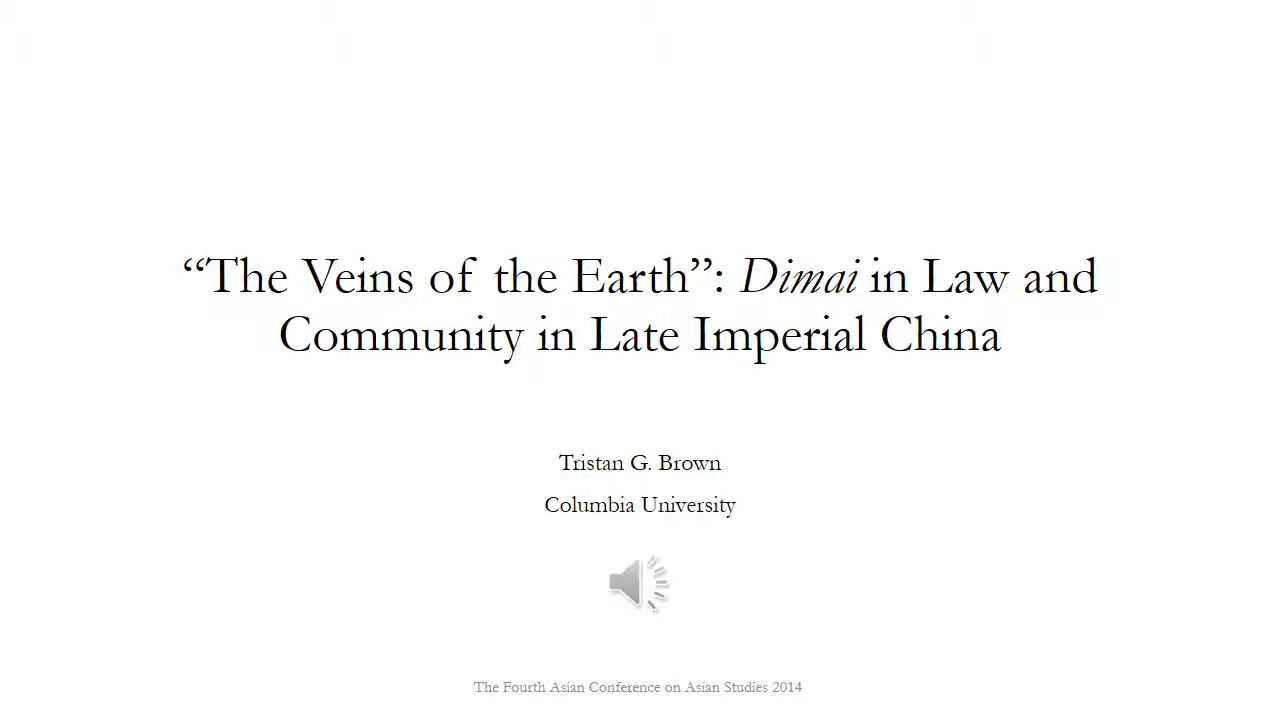 “The Veins of the Earth”: Dimai in Law and
Community in Late Imperial China
Tristan G. Brown
Columbia University
The Fourth Asian Conference on Asian Studies 2014